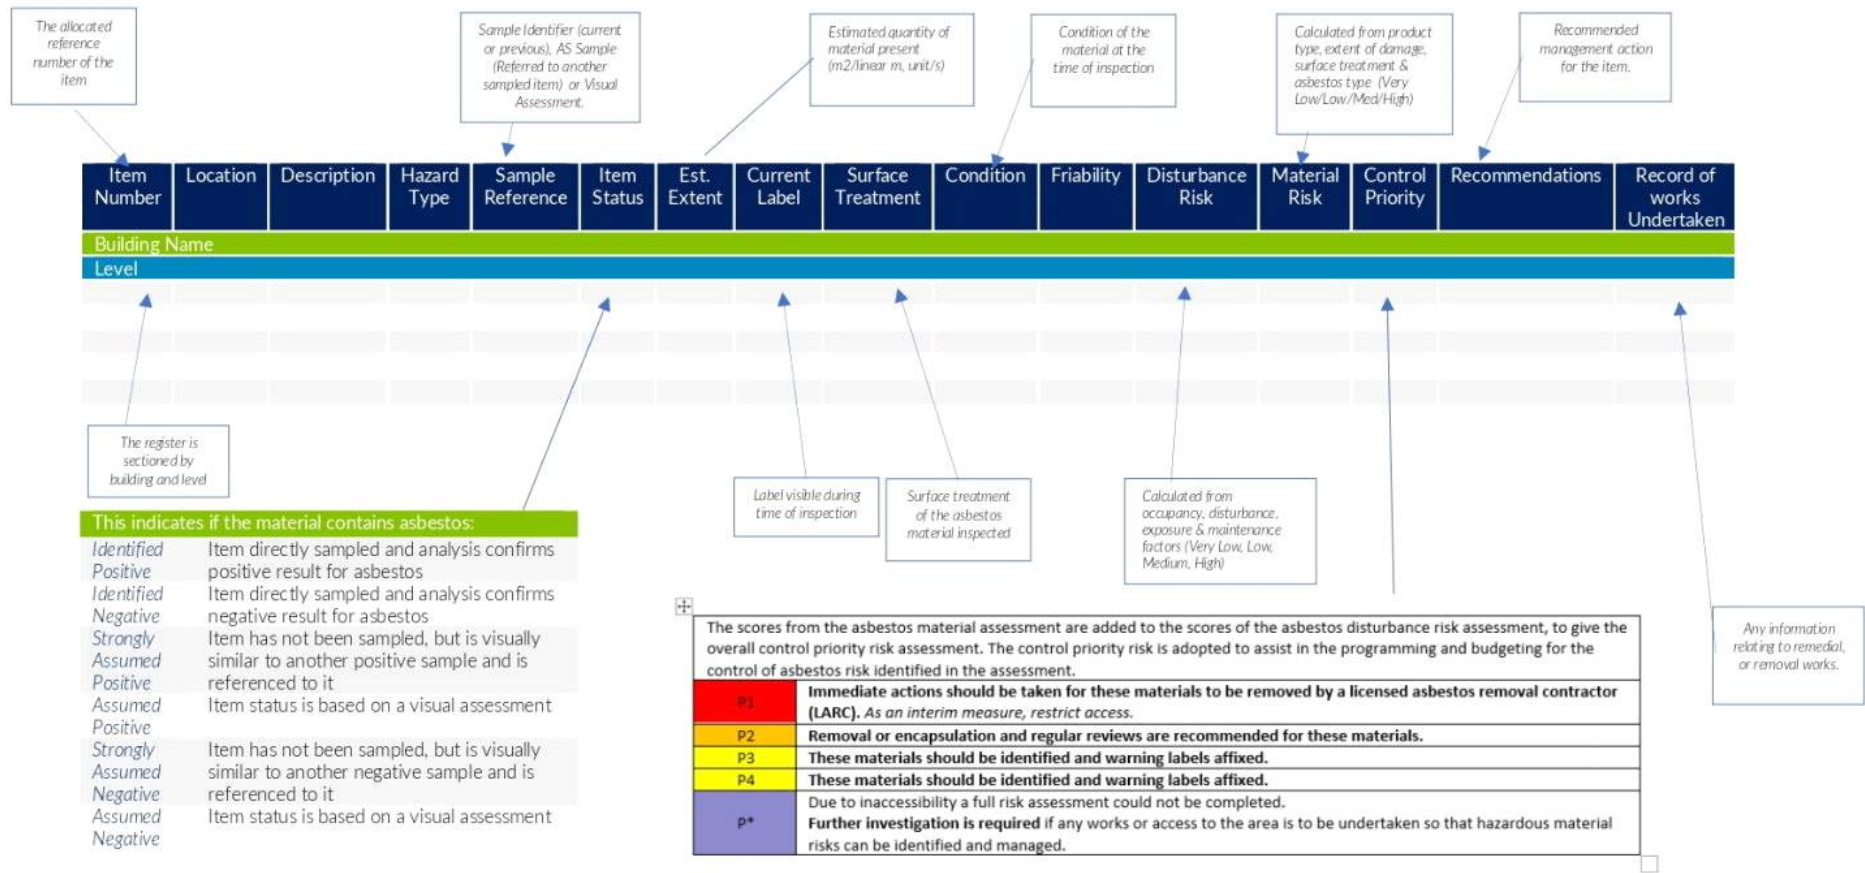 The allocated
reference
number of the
item
Sample Identifier (current
or previous), AS Sample
(Referred to another
sampled item) or Visual
Assessment.
Estimated quantity of
material present
(m2/linear m, unit/s)
Condition of the
material at the
time of inspection
Calculated from product
type, extent of damage,
surface treatment &
asbestos type (Very
Low/Low/Med/High)
Recommended
management action
for the item.
Item
Number
Location
Description
Hazard
Type
Sample
Reference
Item
Status
Est.
Extent
Current
Label
Surface
Treatment
Condition
Friability
Disturbance
Risk
Material
Risk
Control
Priority
Recommendations
Record of
works
Undertaken
Building Name
Level
The register is
sectioned by
building and level
Label visible during
time of inspection
Surface treatment
of the asbestos
material inspected
Calculated from
occupancy, disturbance,
exposure & maintenance
factors (Very Low, Low,
Medium, High)
Any information
relating to remedial,
or removal works.
This indicates if the material contains asbestos:
Identified Item directly sampled and analysis confirms
Positive positive result for asbestos
Identified Item directly sampled and analysis confirms
Negative negative result for asbestos
Strongly Item has not been sampled, but is visually
Assumed similar to another positive sample and is
Positive referenced to it
Assumed Item status is based on a visual assessment
Positive
Strongly Item has not been sampled, but is visually
Assumed similar to another negative sample and is
Negative referenced to it
Assumed Item status is based on a visual assessment
Negative
The scores from the asbestos material assessment are added to the scores of the asbestos disturbance risk assessment, to give the
overall control priority risk assessment. The control priority risk is adopted to assist in the programming and budgeting for the
control of asbestos risk identified in the assessment.
P1 Immediate actions should be taken for these materials to be removed by a licensed asbestos removal contractor
(LARC). As an interim measure, restrict access.
P2 Removal or encapsulation and regular reviews are recommended for these materials.
P3 These materials should be identified and warning labels affixed.
P4 These materials should be identified and warning labels affixed.
Due to inaccessibility a full risk assessment could not be completed.
P* Further investigation is required if any works or access to the area is to be undertaken so that hazardous material
risks can be identified and managed.